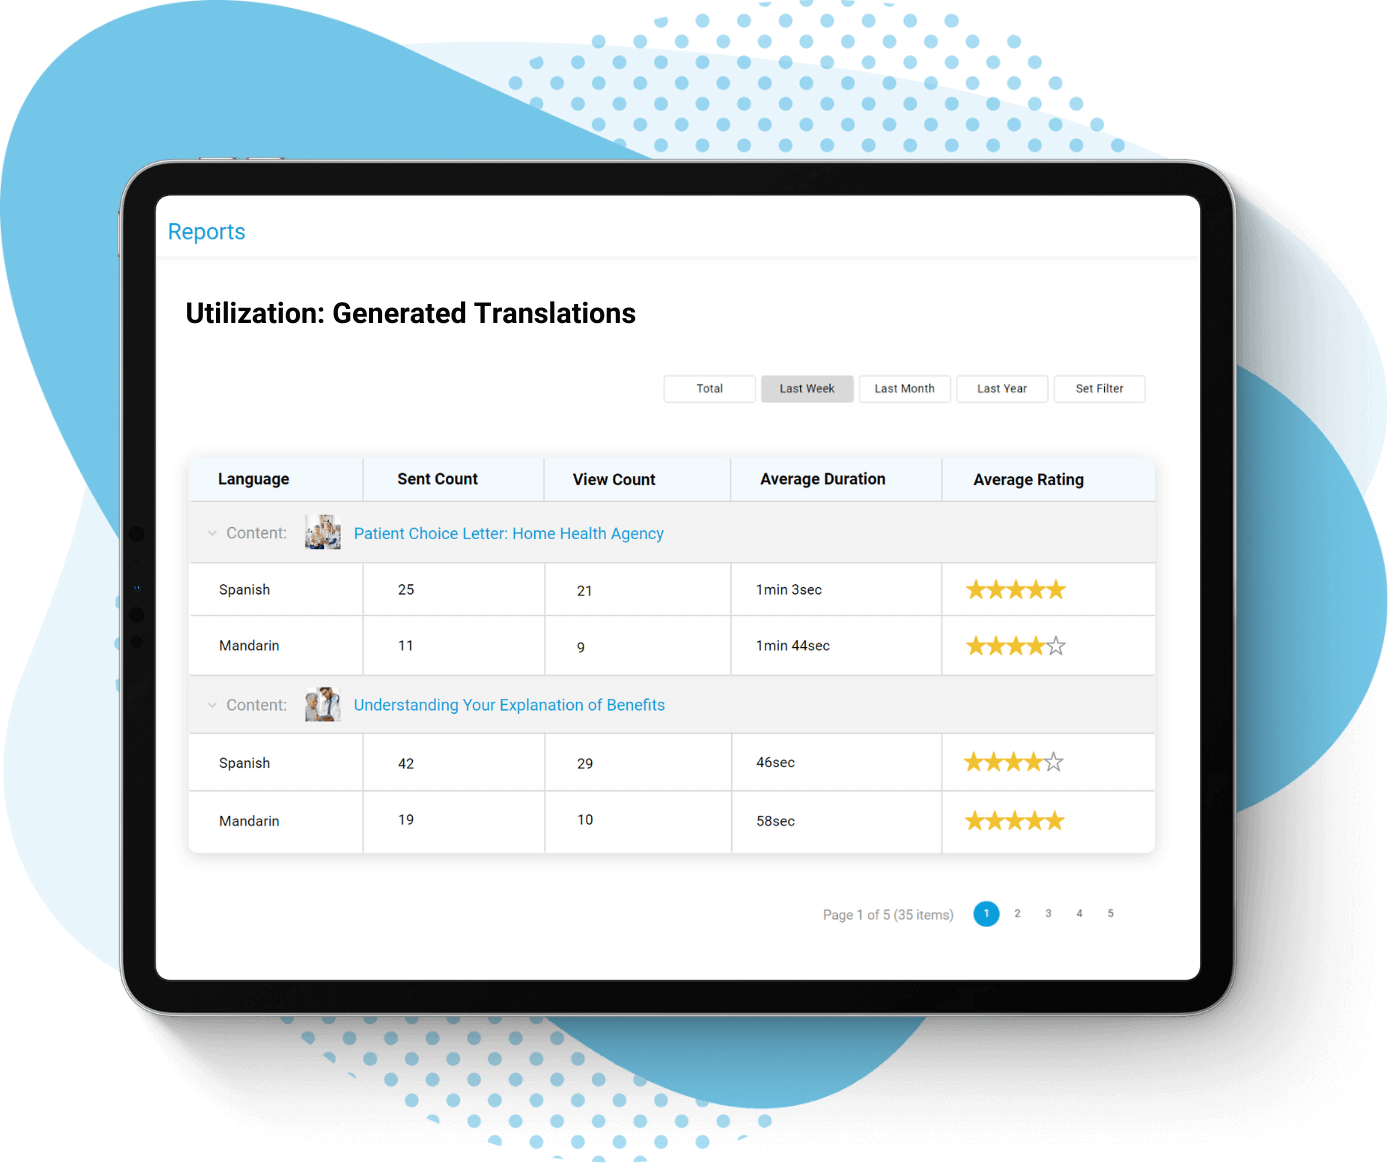 Reports
Utilization: Generated Translations
Total Last Week Last Month Last Year Set Filter
Language Sent Count View Count Average Duration Average Rating
Content: Patient Choice Letter: Home Health Agency
Spanish 25 21 1min 3sec
Mandarin 11 9 1min 44sec
Content: Understanding Your Explanation of Benefits
Spanish 42 29 46sec
Mandarin 19 10 58sec
Page 1 of 5 (35 items) 1 2 3 4 5